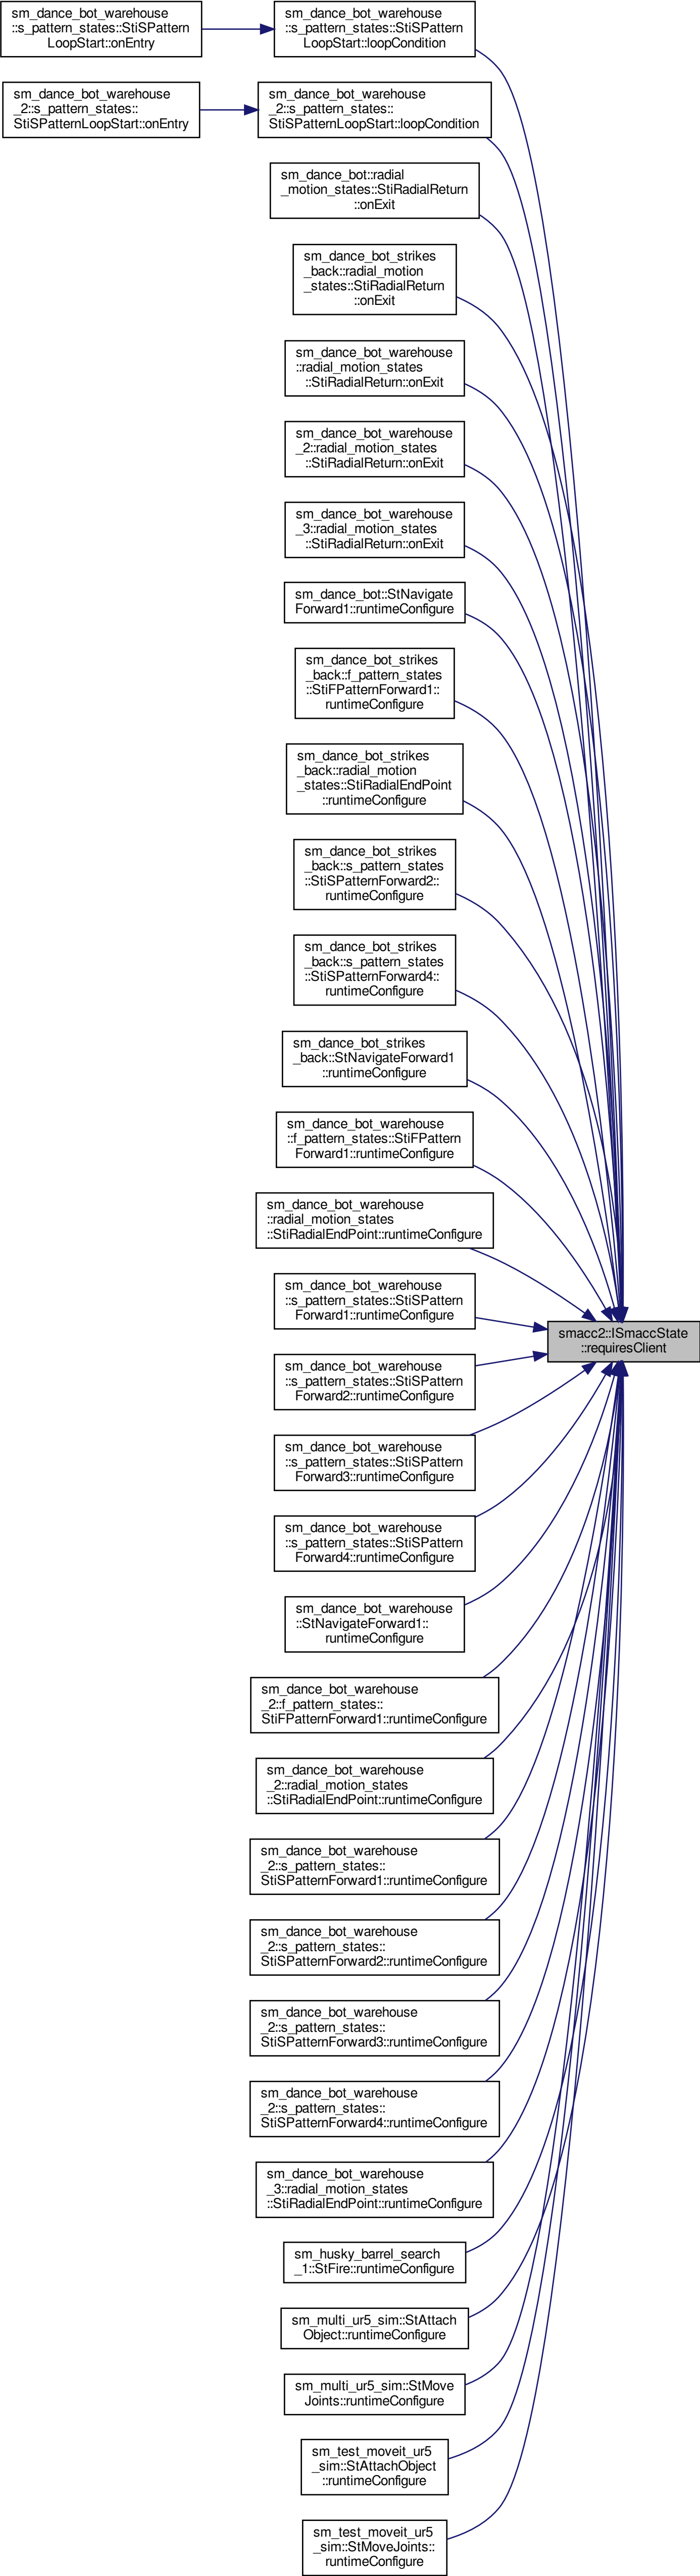 sm_dance_bot_warehouse
::s_pattern_states::StiSPattern
LoopStart::onEntry
sm_dance_bot_warehouse
::s_pattern_states::StiSPattern
LoopStart::loopCondition
sm_dance_bot_warehouse
_2::s_pattern_states::
StiSPatternLoopStart::onEntry
sm_dance_bot_warehouse
_2::s_pattern_states::
StiSPatternLoopStart::loopCondition
sm_dance_bot::radial
_motion_states::StiRadialReturn
::onExit
sm_dance_bot_strikes
_back::radial_motion
_states::StiRadialReturn
::onExit
sm_dance_bot_warehouse
::radial_motion_states
::StiRadialReturn::onExit
sm_dance_bot_warehouse
_2::radial_motion_states
::StiRadialReturn::onExit
sm_dance_bot_warehouse
_3::radial_motion_states
::StiRadialReturn::onExit
sm_dance_bot::StNavigate
Forward1::runtimeConfigure
sm_dance_bot_strikes
_back::f_pattern_states
::StiFPatternForward1::
runtimeConfigure
sm_dance_bot_strikes
_back::radial_motion
_states::StiRadialEndPoint
::runtimeConfigure
sm_dance_bot_strikes
_back::s_pattern_states
::StiSPatternForward2::
runtimeConfigure
sm_dance_bot_strikes
_back::s_pattern_states
::StiSPatternForward4::
runtimeConfigure
sm_dance_bot_strikes
_back::StNavigateForward1
::runtimeConfigure
sm_dance_bot_warehouse
::f_pattern_states::StiFPattern
Forward1::runtimeConfigure
sm_dance_bot_warehouse
::radial_motion_states
::StiRadialEndPoint::runtimeConfigure
sm_dance_bot_warehouse
::s_pattern_states::StiSPattern
Forward1::runtimeConfigure
smacc2::ISmaccState
::requiresClient
sm_dance_bot_warehouse
::s_pattern_states::StiSPattern
Forward2::runtimeConfigure
sm_dance_bot_warehouse
::s_pattern_states::StiSPattern
Forward3::runtimeConfigure
sm_dance_bot_warehouse
::s_pattern_states::StiSPattern
Forward4::runtimeConfigure
sm_dance_bot_warehouse
::StNavigateForward1::
runtimeConfigure
sm_dance_bot_warehouse
_2::f_pattern_states::
StiFPatternForward1::runtimeConfigure
sm_dance_bot_warehouse
_2::radial_motion_states
::StiRadialEndPoint::runtimeConfigure
sm_dance_bot_warehouse
_2::s_pattern_states::
StiSPatternForward1::runtimeConfigure
sm_dance_bot_warehouse
_2::s_pattern_states::
StiSPatternForward2::runtimeConfigure
sm_dance_bot_warehouse
_2::s_pattern_states::
StiSPatternForward3::runtimeConfigure
sm_dance_bot_warehouse
_2::s_pattern_states::
StiSPatternForward4::runtimeConfigure
sm_dance_bot_warehouse
_3::radial_motion_states
::StiRadialEndPoint::runtimeConfigure
sm_husky_barrel_search
_1::StFire::runtimeConfigure
sm_multi_ur5_sim::StAttach
Object::runtimeConfigure
sm_multi_ur5_sim::StMove
Joints::runtimeConfigure
sm_test_moveit_ur5
_sim::StAttachObject
::runtimeConfigure
sm_test_moveit_ur5
_sim::StMoveJoints::
runtimeConfigure